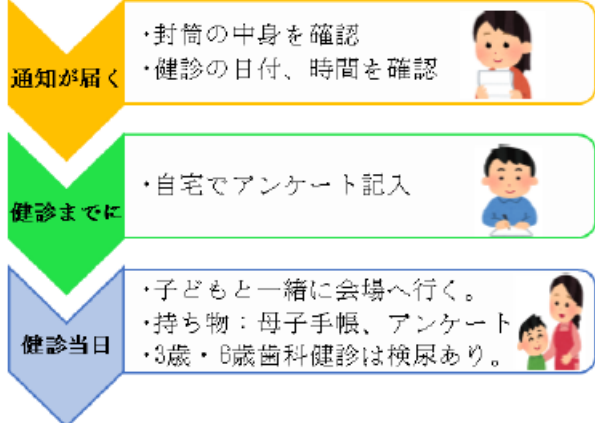 通知が届く
・封筒の中身を確認
・健診の日付、時間を確認
健診までに
・自宅でアンケート記入
健診当日
・子どもと一緒に会場へ行く。
・持ち物：母子手帳、アンケート
・3歳・6歳歯科健診は検尿あり。